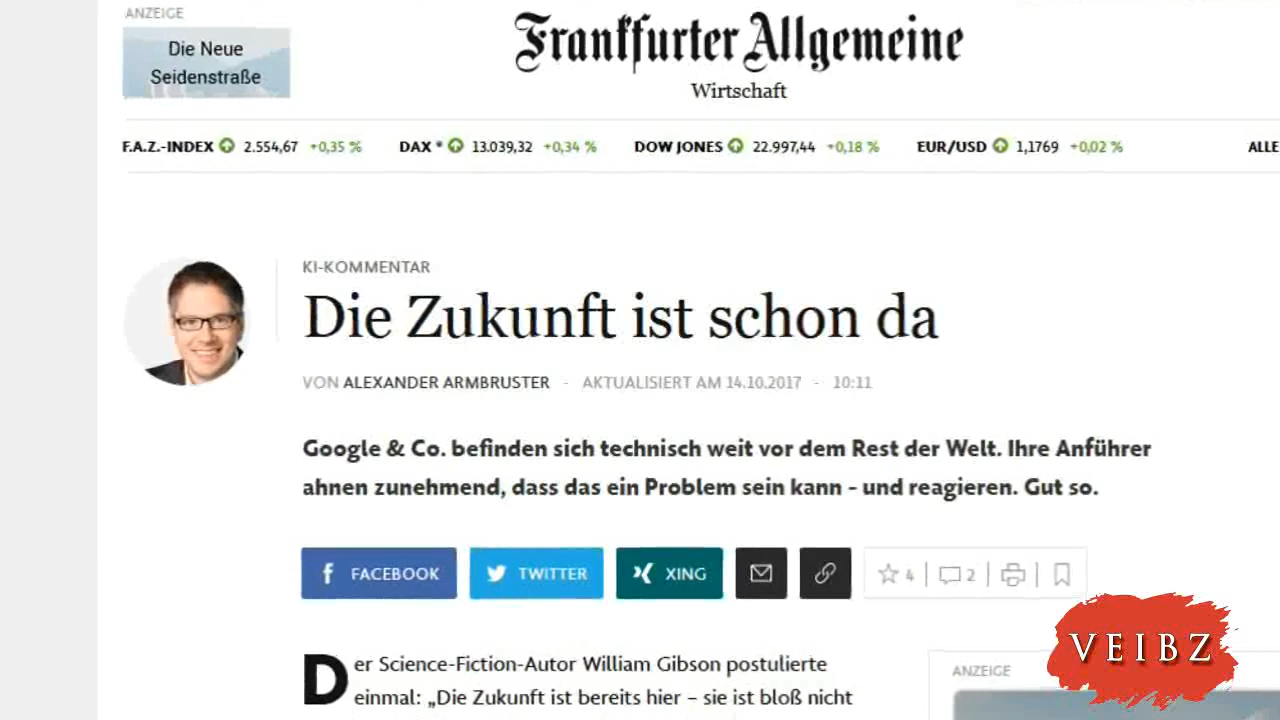 ANZEIGE
Die Neue
Seidenstraße
Frankfurter Allgemeine
Wirtschaft
F.A.Z.-INDEX 2.554,67 +0,35 % DAX * 13.039,32 +0,34 % DOW JONES 22.997,44 +0,18 % EUR/USD 1,1769 +0,02 % ALLE
KI-KOMMENTAR
Die Zukunft ist schon da
VON ALEXANDER ARMBRUSTER - AKTUALISIERT AM 14.10.2017 - 10:11
Google & Co. befinden sich technisch weit vor dem Rest der Welt. Ihre Anführer
ahnen zunehmend, dass das ein Problem sein kann – und reagieren. Gut so.
FACEBOOK TWITTER XING 4 2
Der Science-Fiction-Autor William Gibson postulierte
einmal: „Die Zukunft ist bereits hier – sie ist bloß nicht
ANZEIGE
VEIBZ